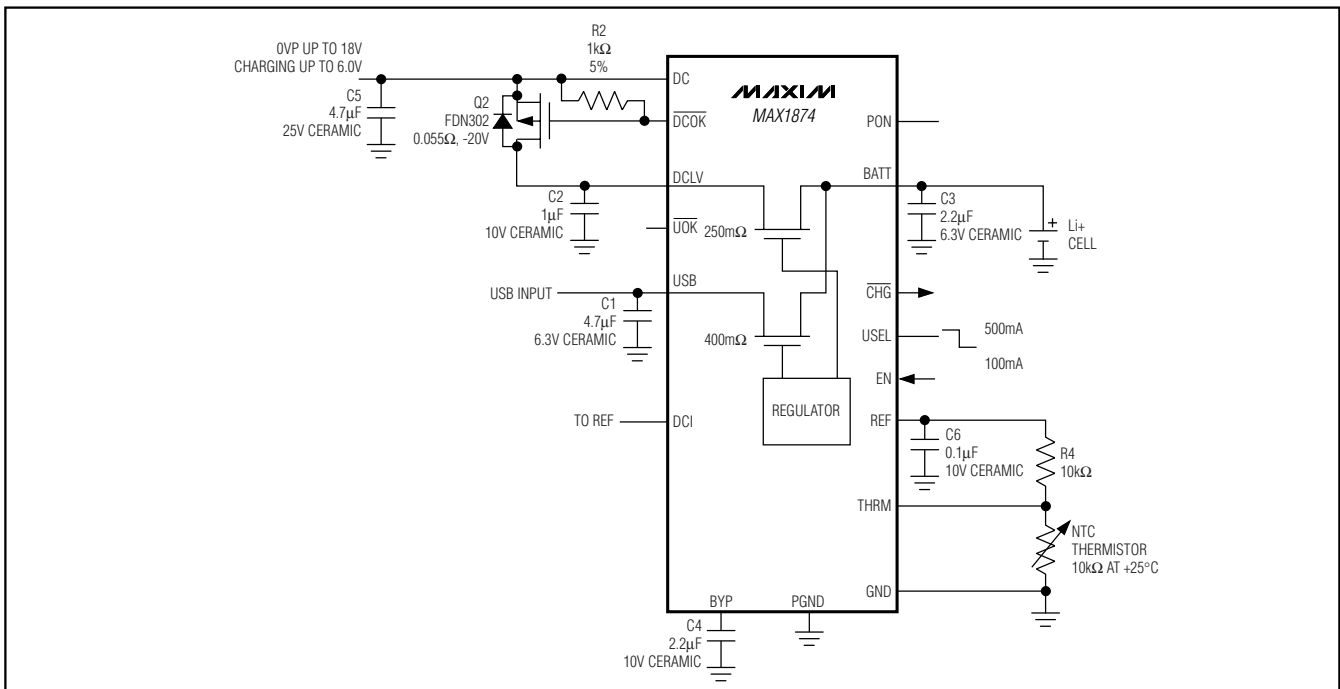 0VP UP TO 18V
CHARGING UP TO 6.0V
C5
4.7µF
25V CERAMIC
Q2
FDN302
0.055Ω, -20V
R2
1kΩ
5%
DC
DCOK
DCLV
C2
1µF
10V CERAMIC
UOK
250mΩ
USB INPUT
USB
C1
4.7µF
6.3V CERAMIC
400mΩ
TO REF
DCI
REGULATOR
MAXIM
MAX1874
PON
BATT
C3
2.2µF
6.3V CERAMIC
+
Li+
CELL
CHG
USEL
500mA
100mA
EN
REF
C6
0.1µF
10V CERAMIC
R4
10kΩ
THRM
NTC
THERMISTOR
10kΩ AT +25°C
GND
BYP
PGND
C4
2.2µF
10V CERAMIC